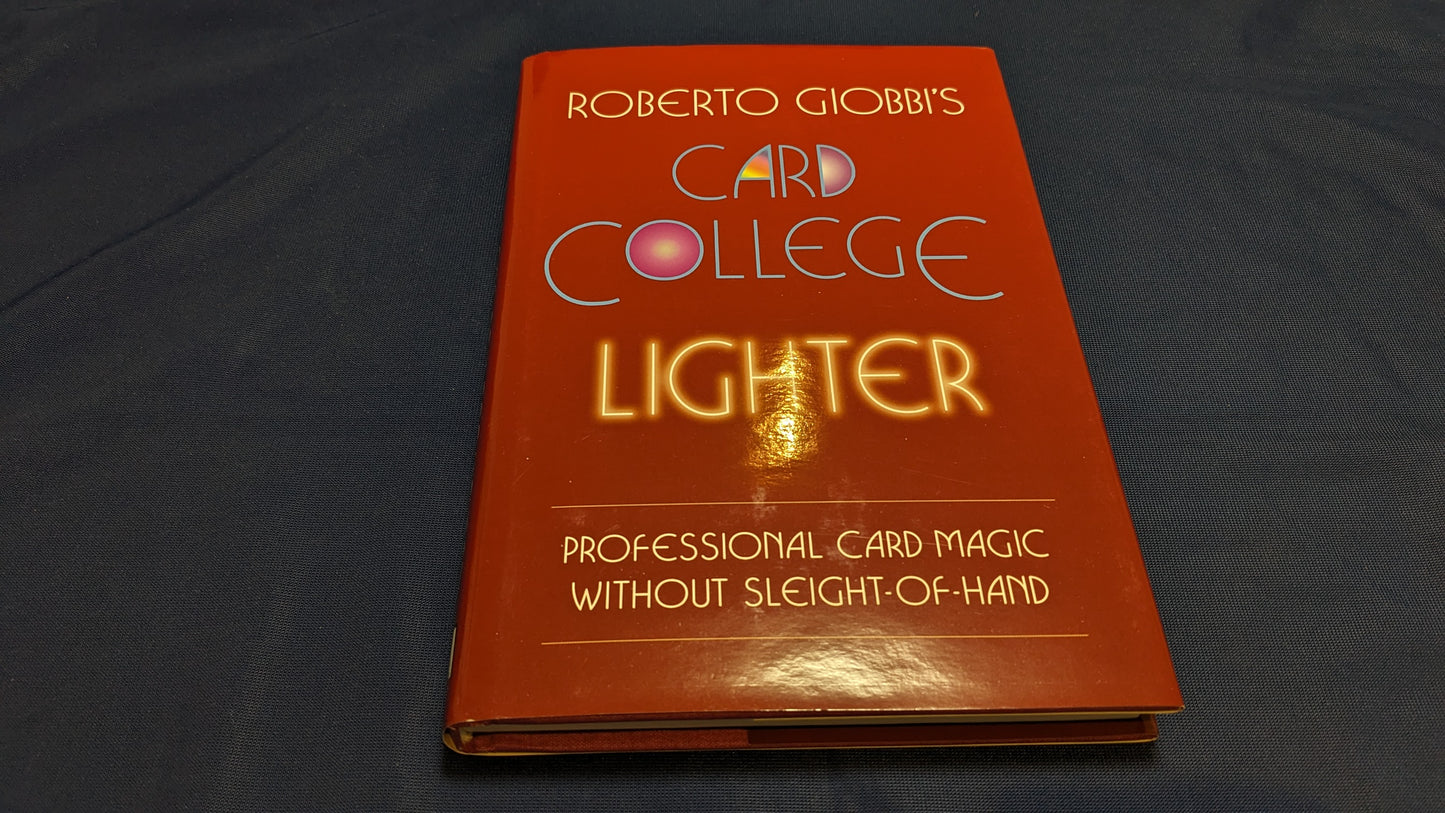 ROBERTO GIOBBI'S
CARD
COLLEGE
LIGHTER
PROFESSIONAL CARD MAGIC
WITHOUT SLEIGHT-OF-HAND